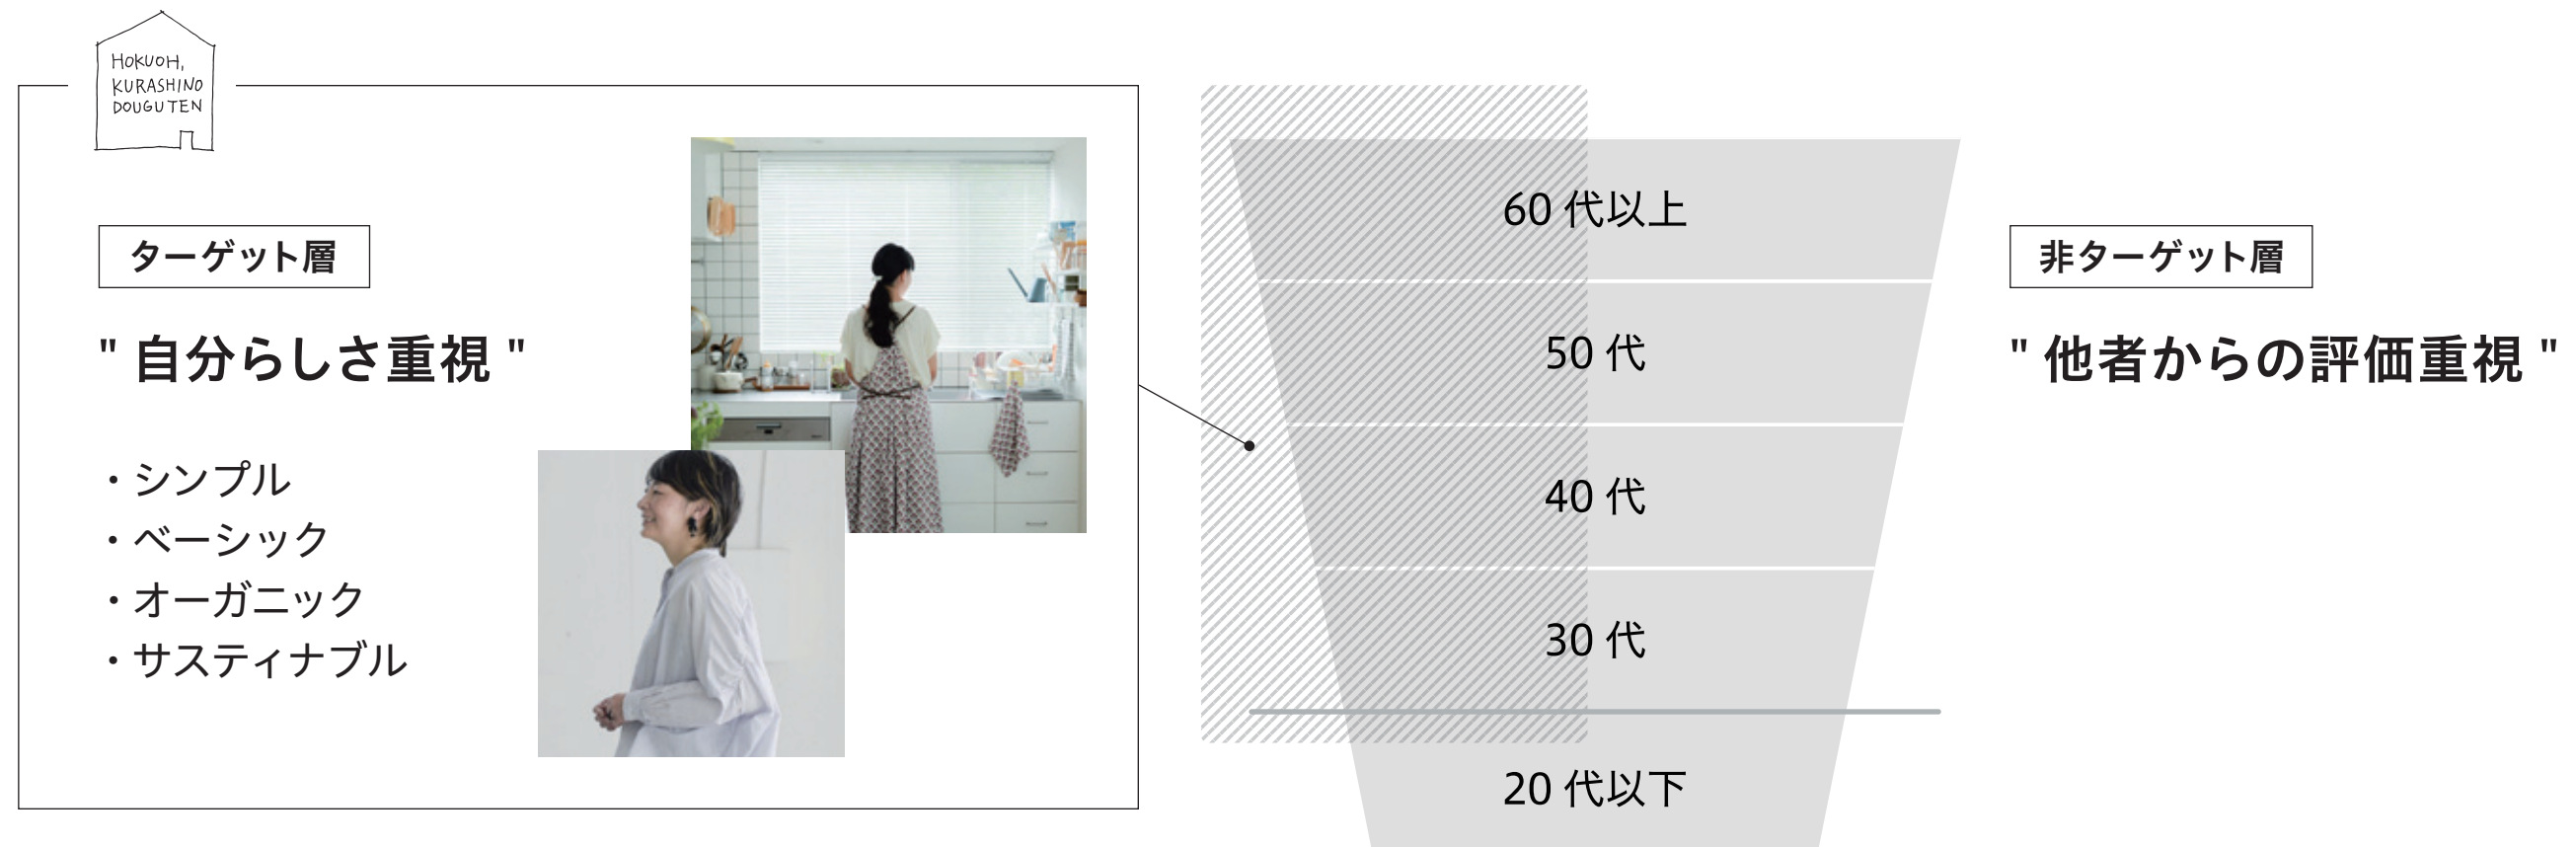 HOKUOH,
KURASHINO
DOUGUTEN
ターゲット層
" 自分らしさ重視 "
・シンプル
・ベーシック
・オーガニック
・サスティナブル
60 代以上
50 代
40 代
30 代
20 代以下
非ターゲット層
" 他者からの評価重視 "